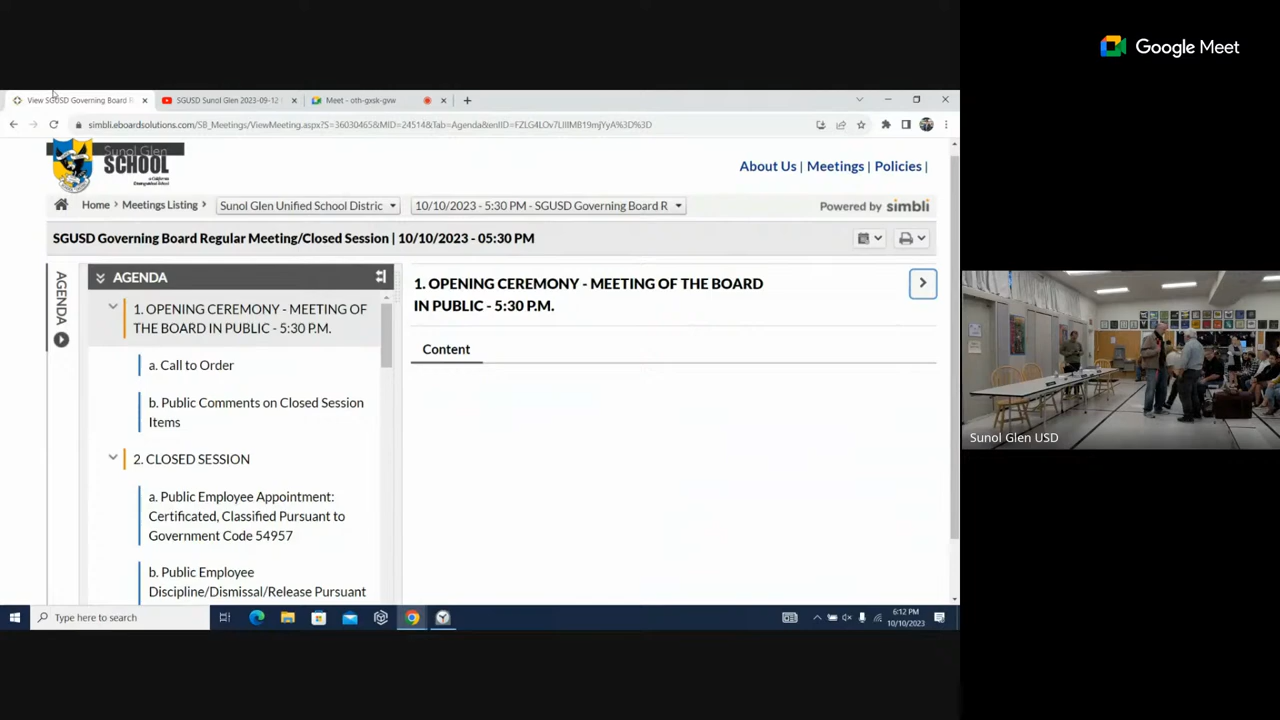 Google Meet
View SGUSD Governing Board R
SGUSD Sunol Glen 2023-09-12
Meet - oth-gxsk-gvw
simbli.eboardsolutions.com/SB_Meetings/ViewMeeting.aspx?S=36030465&MID=24514&Tab=Agenda&enIID=FZLG4LOv7LIIIMB19mjYyA%3D%3D
Sunol Glen
SCHOOL
About Us | Meetings | Policies |
Home > Meetings Listing >
Sunol Glen Unified School Distric
10/10/2023 - 5:30 PM - SGUSD Governing Board R
Powered by simbli
SGUSD Governing Board Regular Meeting/Closed Session | 10/10/2023 - 05:30 PM
AGENDA
AGENDA
1. OPENING CEREMONY - MEETING OF
THE BOARD IN PUBLIC - 5:30 P.M.
a. Call to Order
b. Public Comments on Closed Session
Items
2. CLOSED SESSION
a. Public Employee Appointment:
Certificated, Classified Pursuant to
Government Code 54957
b. Public Employee
Discipline/Dismissal/Release Pursuant
1. OPENING CEREMONY - MEETING OF THE BOARD
IN PUBLIC - 5:30 P.M.
Content
Sunol Glen USD
Type here to search
6:12 PM
10/10/2023